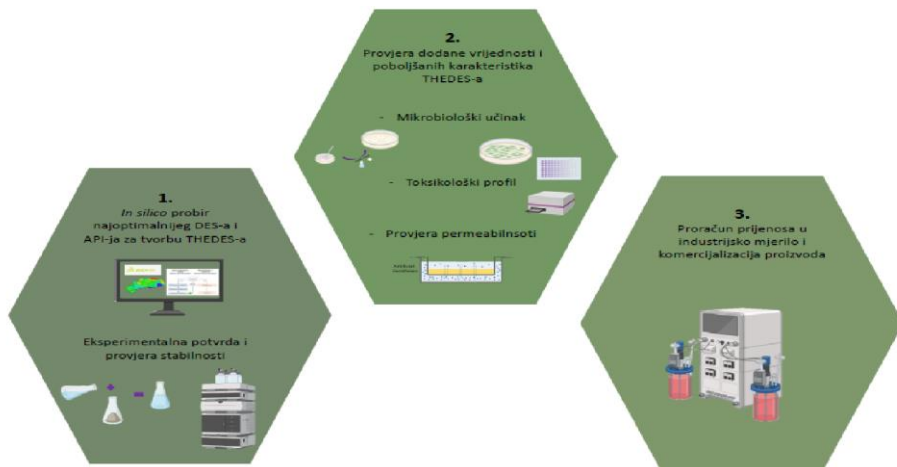 1.
In silico probir
najoptimalnijeg DES-a i
API-ja za tvorbu THEDES-a
Eksperimentalna potvrda i
provjera stabilnosti
2.
Provjera dodane vrijednosti i
poboljšanih karakteristika
THEDES-a
- Mikrobiološki učinak
- Toksikološki profil
- Provjera permeabilnsoti
3.
Proračun prijenosa u
industrijsko mjerilo i
komercijalizacija proizvoda